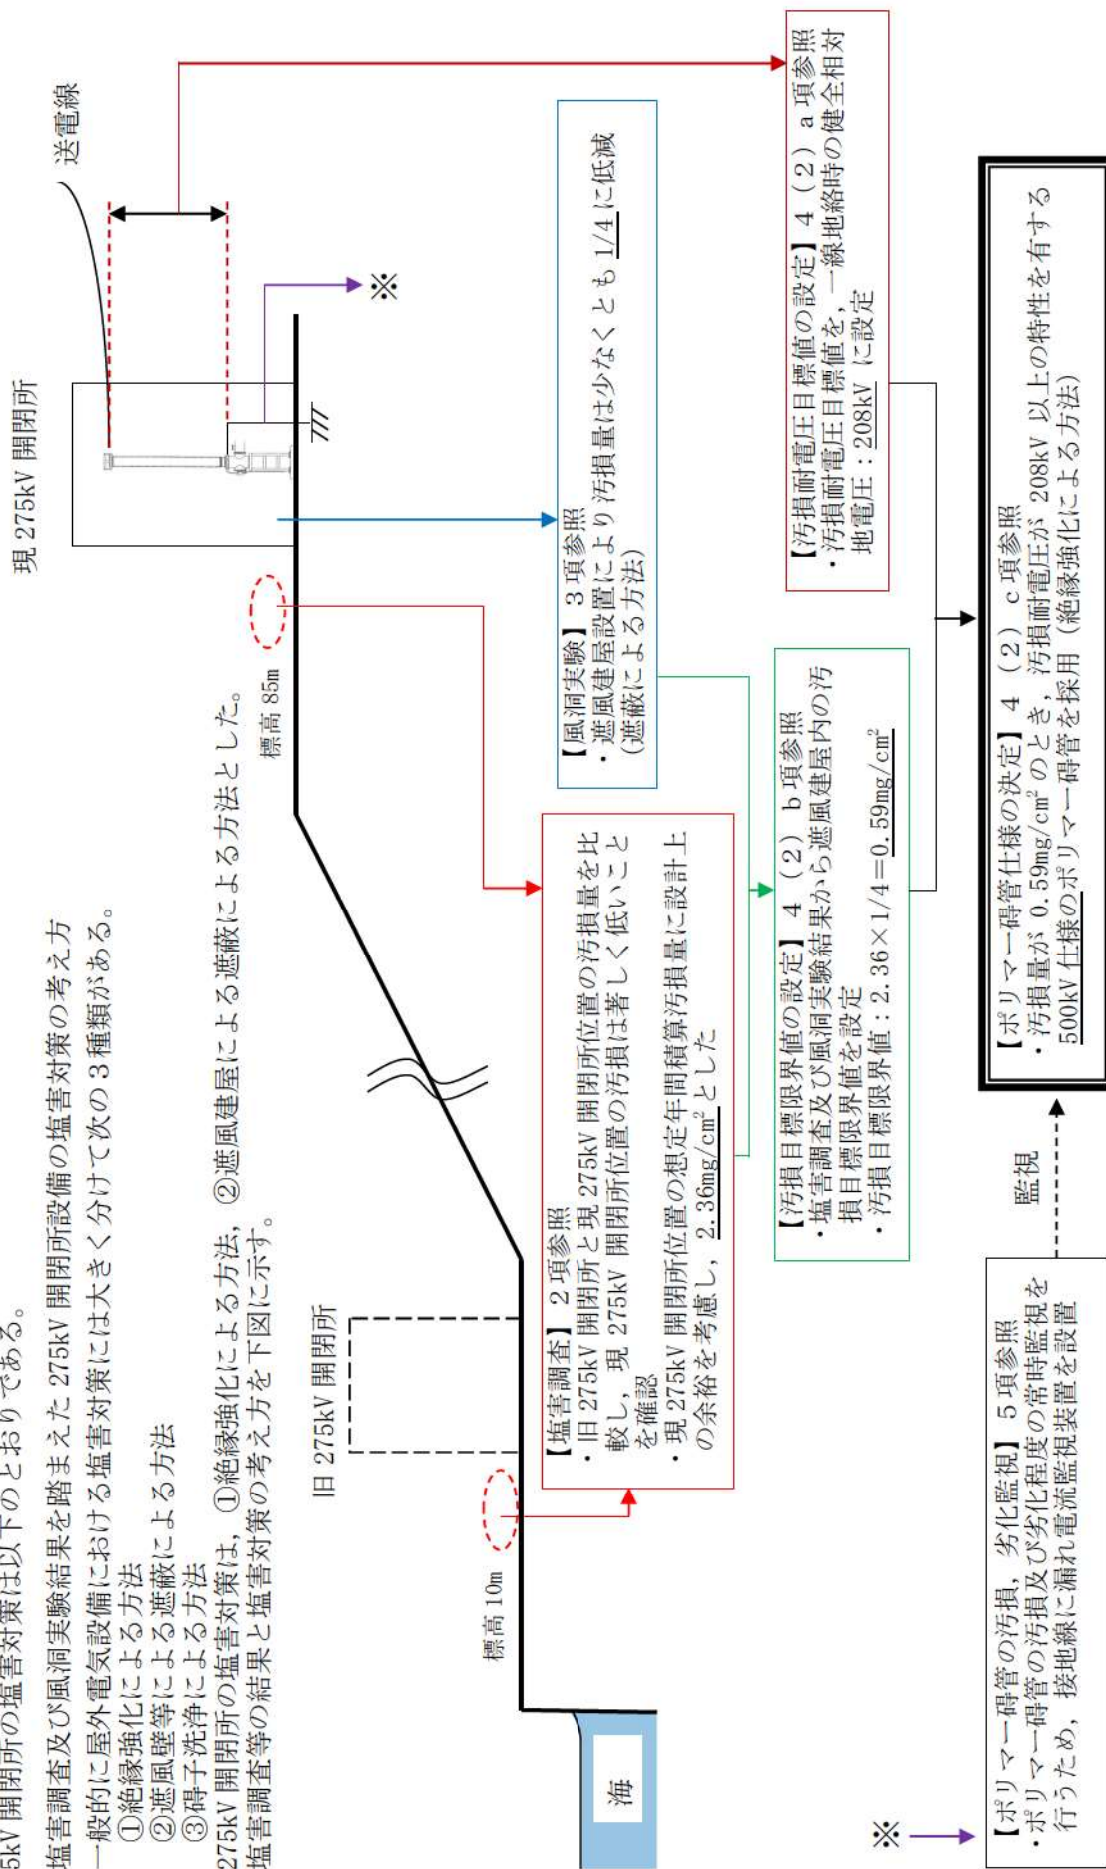 5kV 開閉所の塩害対策は以下のとおりである。
塩害調査及び風洞実験結果を踏まえた 275kV 開閉所設備の塩害対策の考え方
一般的に屋外電気設備における塩害対策には大きく分けて次の３種類がある。
①絶縁強化による方法
②遮風壁等による遮蔽による方法
③碍子洗浄による方法
275kV 開閉所の塩害対策は，①絶縁強化による方法，②遮風建屋による遮蔽による方法とした。
塩害調査等の結果と塩害対策の考え方を下図に示す。
現 275kV 開閉所
送電線
旧 275kV 開閉所
標高 85m
※
標高 10m
海
【塩害調査】２項参照
・旧 275kV 開閉所と現 275kV 開閉所位置の汚損量を比
較し，現 275kV 開閉所位置の汚損は著しく低いこと
を確認
・現 275kV 開閉所位置の想定年間積算汚損量に設計上
の余裕を考慮し，2.36mg/cm²とした
【風洞実験】３項参照
・遮風建屋設置により汚損量は少なくとも 1/4 に低減
(遮蔽による方法)
【汚損目標限界値の設定】４（２）ｂ項参照
・塩害調査及び風洞実験結果から遮風建屋内の汚
損目標限界値を設定
・汚損目標限界値：2.36×1/4＝0.59mg/cm²
【汚損耐電圧目標値の設定】４（２）ａ項参照
・汚損耐電圧目標値を，一線地絡時の健全相対
地電圧：208kV に設定
※
【ポリマー碍管の汚損，劣化監視】５項参照
・ポリマー碍管の汚損及び劣化程度の常時監視を
行うため，接地線に漏れ電流監視装置を設置
監視
【ポリマー碍管仕様の決定】４（２）ｃ項参照
・汚損量が 0.59mg/cm²のとき，汚損耐電圧が 208kV 以上の特性を有する
500kV 仕様のポリマー碍管を採用（絶縁強化による方法）